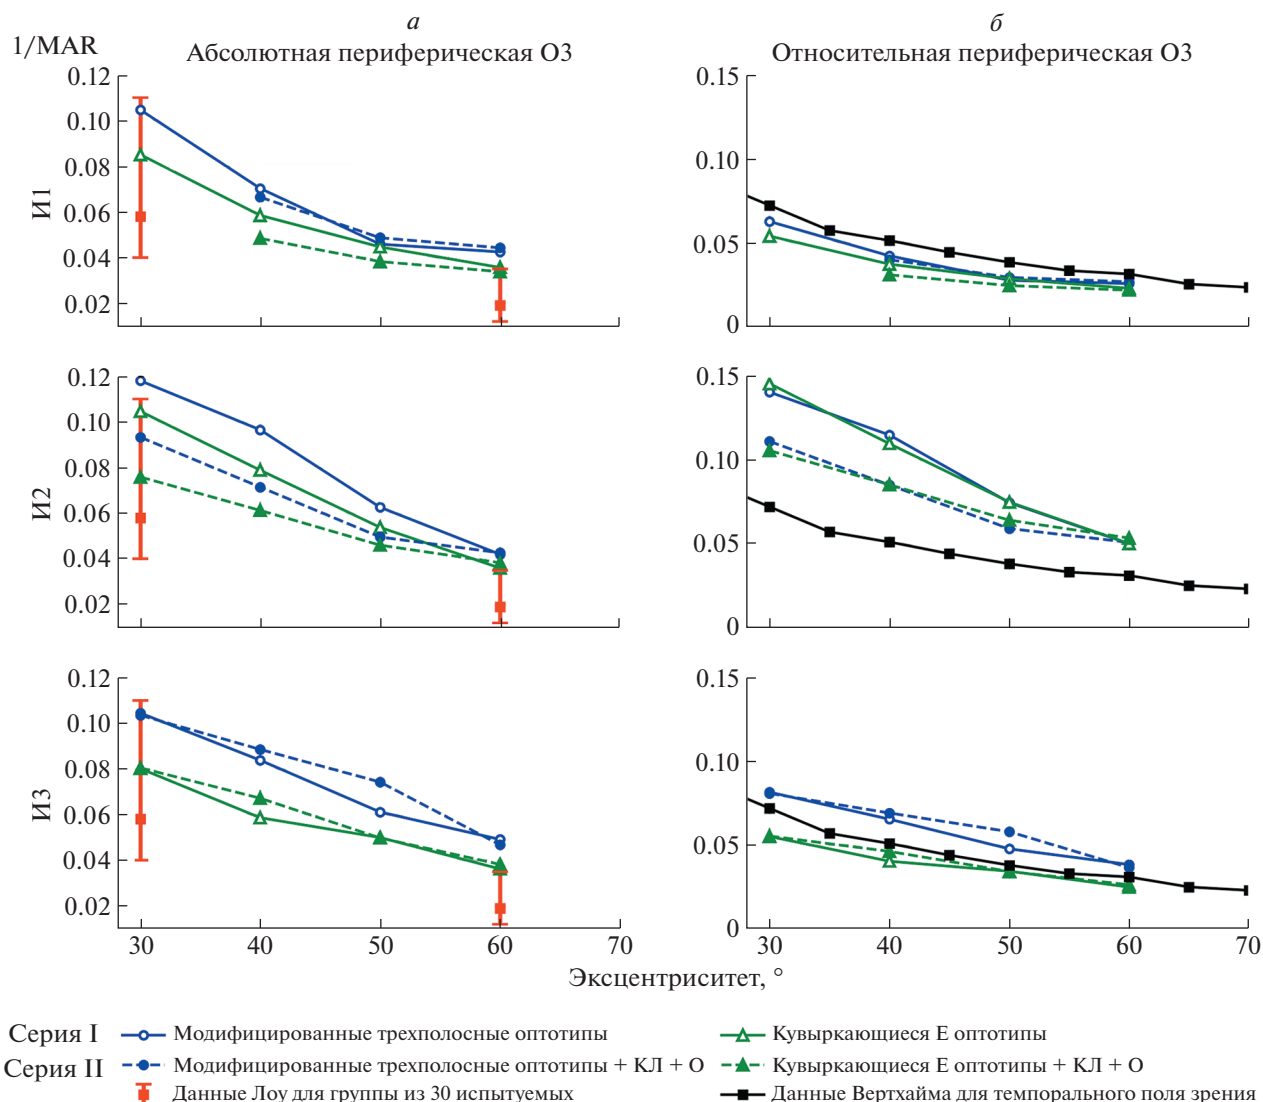 а
б
1/MAR
Абсолютная периферическая ОЗ
Относительная периферическая ОЗ
И1
0.12
0.10
0.08
0.06
0.04
0.02
0.15
0.10
0.05
0
И2
0.12
0.10
0.08
0.06
0.04
0.02
0.15
0.10
0.05
0
И3
0.12
0.10
0.08
0.06
0.04
0.02
0.15
0.10
0.05
0
30 40 50 60 70
30 40 50 60 70
Эксцентриситет, °
Серия I Модифицированные трехполосные оптотипы Кувыркающиеся Е оптотипы
Серия II Модифицированные трехполосные оптотипы + КЛ + О Кувыркающиеся Е оптотипы + КЛ + О
Данные Лоу для группы из 30 испытуемых Данные Вертхайма для темпорального поля зрения